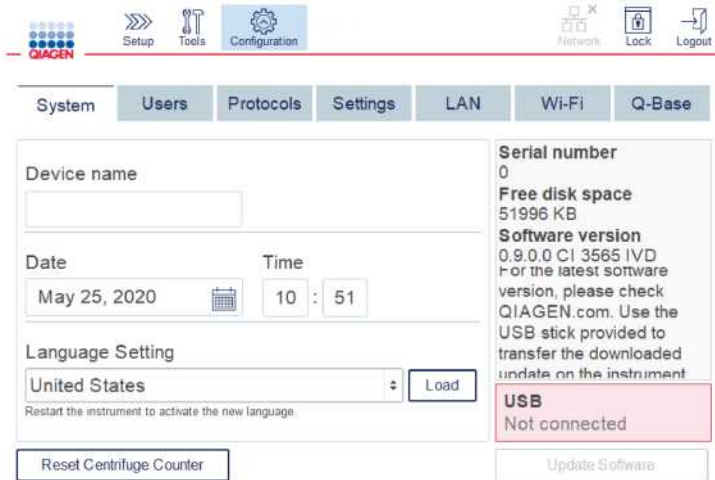 QIAGEN
Setup
Tools
Configuration
Network
Lock
Logout
System
Users
Protocols
Settings
LAN
Wi-Fi
Q-Base
Device name
Date
Time
May 25, 2020
10 : 51
Language Setting
United States
Load
Restart the instrument to activate the new language.
Reset Centrifuge Counter
Serial number
0
Free disk space
51996 KB
Software version
0.9.0.0 CI 3565 IVD
For the latest software
version, please check
QIAGEN.com. Use the
USB stick provided to
transfer the downloaded
update on the instrument
USB
Not connected
Update Software